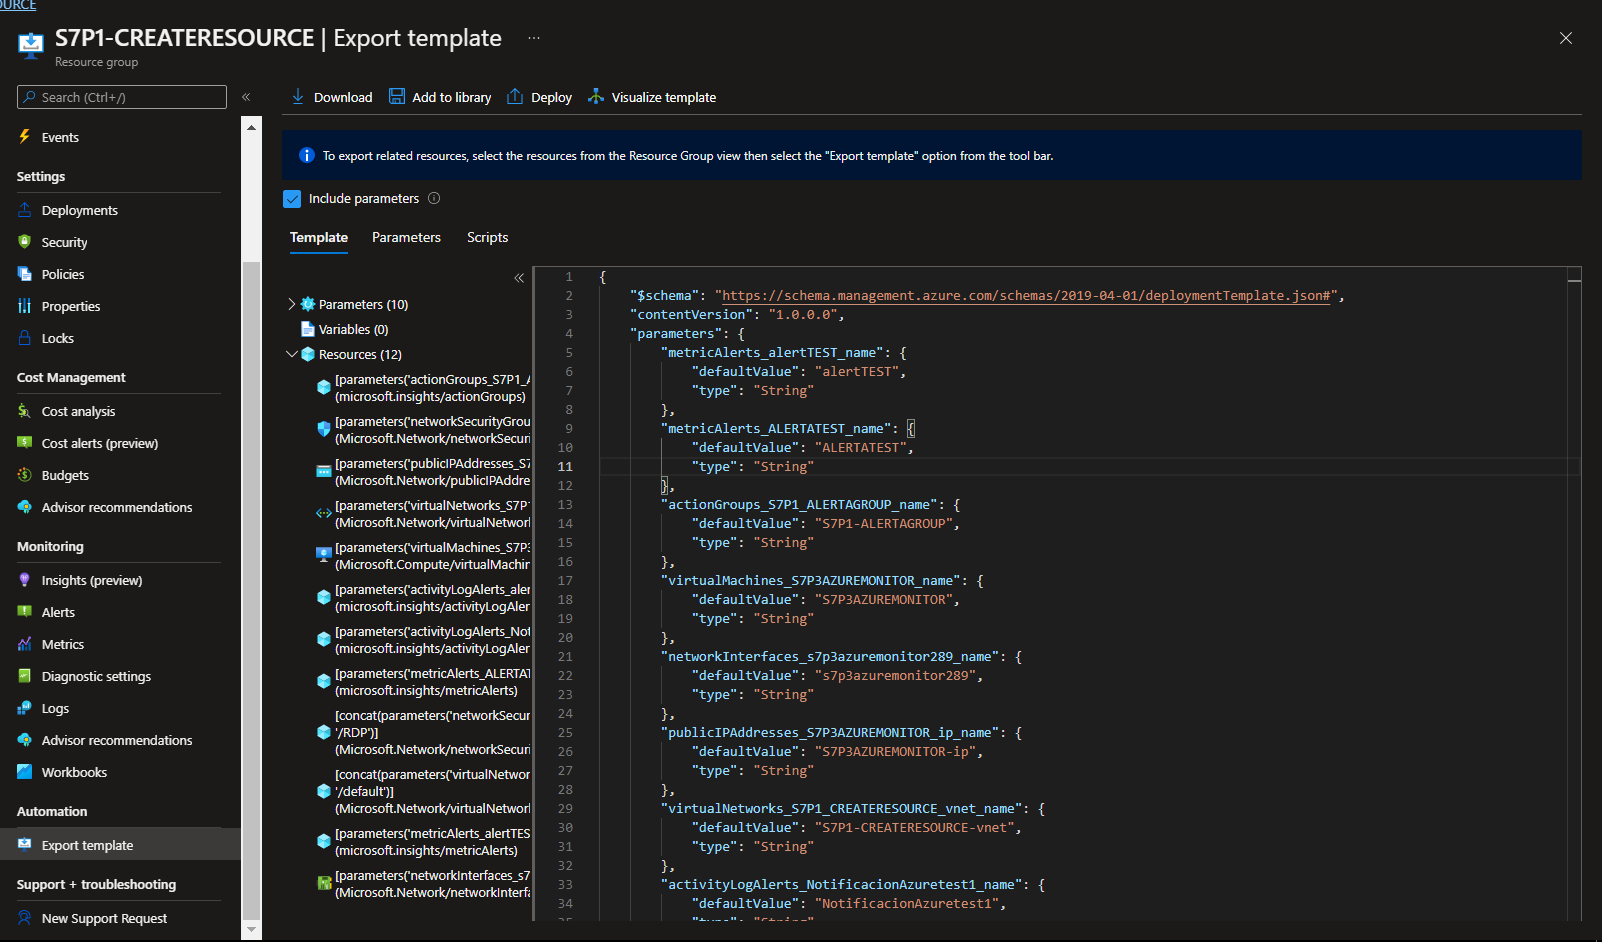 OURCE
S7P1-CREATERESOURCE | Export template ...
Resource group
Search (Ctrl+/)
«
Events
Settings
Deployments
Security
Policies
Properties
Locks
Cost Management
Cost analysis
Cost alerts (preview)
Budgets
Advisor recommendations
Monitoring
Insights (preview)
Alerts
Metrics
Diagnostic settings
Logs
Advisor recommendations
Workbooks
Automation
Export template
Support + troubleshooting
New Support Request
Download Add to library Deploy Visualize template
To export related resources, select the resources from the Resource Group view then select the "Export template" option from the tool bar.
Include parameters
Template Parameters Scripts
«
Parameters (10)
Variables (0)
Resources (12)
[parameters('actionGroups_S7P1_A
(microsoft.insights/actionGroups)
[parameters('networkSecurityGrou
(Microsoft.Network/networkSecuri
[parameters('publicIPAddresses_S7
(Microsoft.Network/publicIPAddre
[parameters('virtualNetworks_S7P1
(Microsoft.Network/virtualNetworl
[parameters('virtualMachines_S7P3
(Microsoft.Compute/virtualMachin
[parameters('activityLogAlerts_aler
(microsoft.insights/activityLogAler
[parameters('activityLogAlerts_Not
(microsoft.insights/activityLogAler
[parameters('metricAlerts_ALERTAT
(microsoft.insights/metricAlerts)
[concat(parameters('networkSecur
'/RDP')]
(Microsoft.Network/networkSecuri
[concat(parameters('virtualNetwor
'/default')]
(Microsoft.Network/virtualNetworl
[parameters('metricAlerts_alertTES
(microsoft.insights/metricAlerts)
[parameters('networkInterfaces_s7
(Microsoft.Network/networkInterfa
1 {
2 "$schema": "https://schema.management.azure.com/schemas/2019-04-01/deploymentTemplate.json#",
3 "contentVersion": "1.0.0.0",
4 "parameters": {
5 "metricAlerts_alertTEST_name": {
6 "defaultValue": "alertTEST",
7 "type": "String"
8 },
9 "metricAlerts_ALERTATEST_name": {
10 "defaultValue": "ALERTATEST",
11 "type": "String"
12 },
13 "actionGroups_S7P1_ALERTAGROUP_name": {
14 "defaultValue": "S7P1-ALERTAGROUP",
15 "type": "String"
16 },
17 "virtualMachines_S7P3AZUREMONITOR_name": {
18 "defaultValue": "S7P3AZUREMONITOR",
19 "type": "String"
20 },
21 "networkInterfaces_s7p3azuremonitor289_name": {
22 "defaultValue": "s7p3azuremonitor289",
23 "type": "String"
24 },
25 "publicIPAddresses_S7P3AZUREMONITOR_ip_name": {
26 "defaultValue": "S7P3AZUREMONITOR-ip",
27 "type": "String"
28 },
29 "virtualNetworks_S7P1_CREATERESOURCE_vnet_name": {
30 "defaultValue": "S7P1-CREATERESOURCE-vnet",
31 "type": "String"
32 },
33 "activityLogAlerts_NotificacionAzuretest1_name": {
34 "defaultValue": "NotificacionAzuretest1",
35 "type": "String"